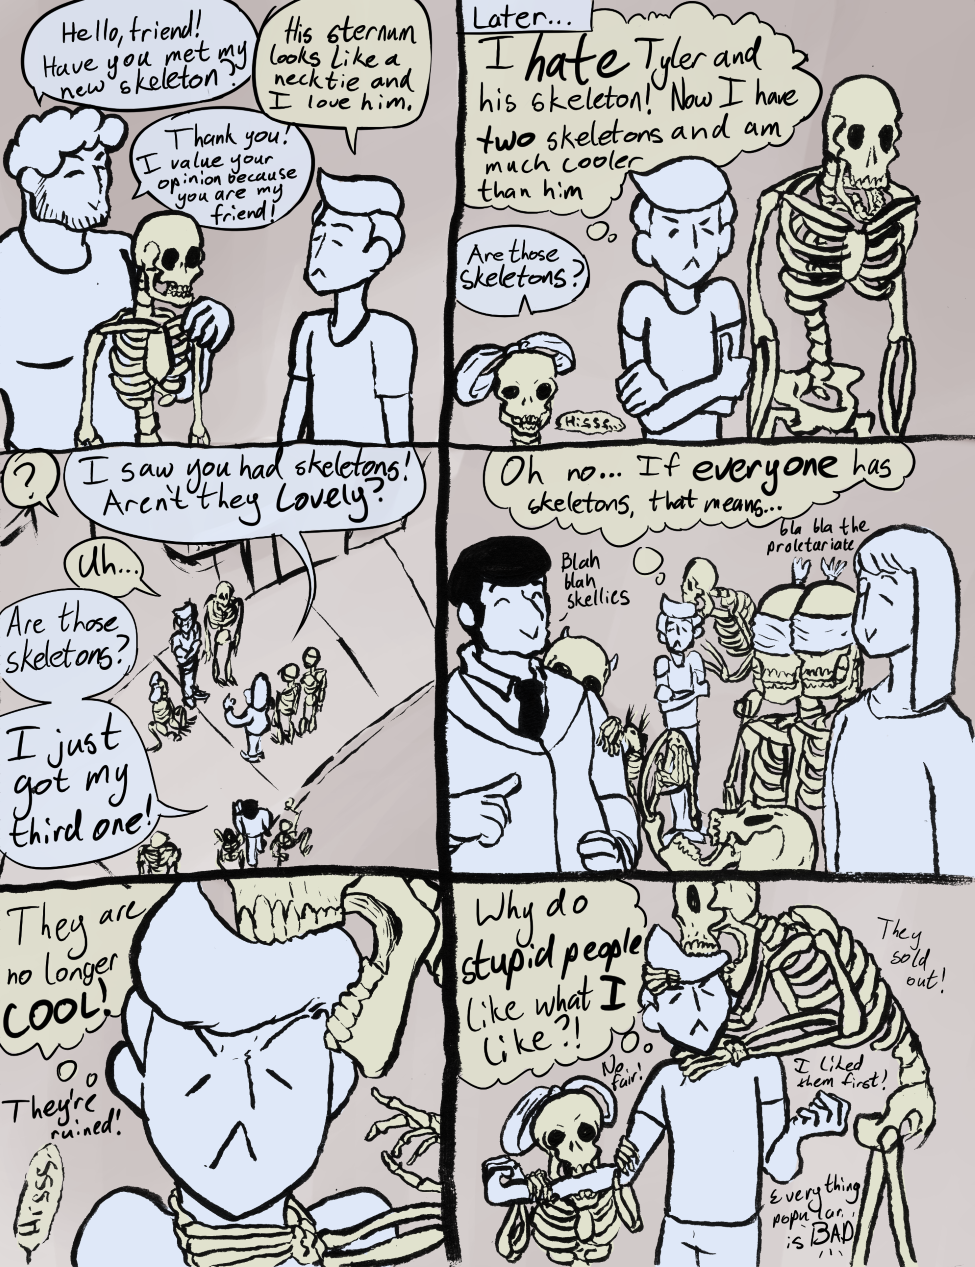 Hello, friend!
Have you met my
new skeleton?
His sternum
looks like a
necktie and
I love him.
Thank you!
I value your
opinion because
you are my
friend!
Later...
I hate Tyler and
his skeleton! Now I have
two skeletons and am
much cooler
than him
Are those
skeletons?
Hisss..
?
I saw you had skeletons!
Aren't they lovely?
Uh...
Are those
skeletons?
I just
got my
third one!
Oh no... If everyone has
skeletons, that means...
Blah
blah
skellies
bla bla the
proletariate
They are
no longer
COOL!
They're
ruined!
Hisss
Why do
stupid people
like what I
like?!
They
sold
out!
No
fair!
I liked
them first!
Everything
popular
is BAD